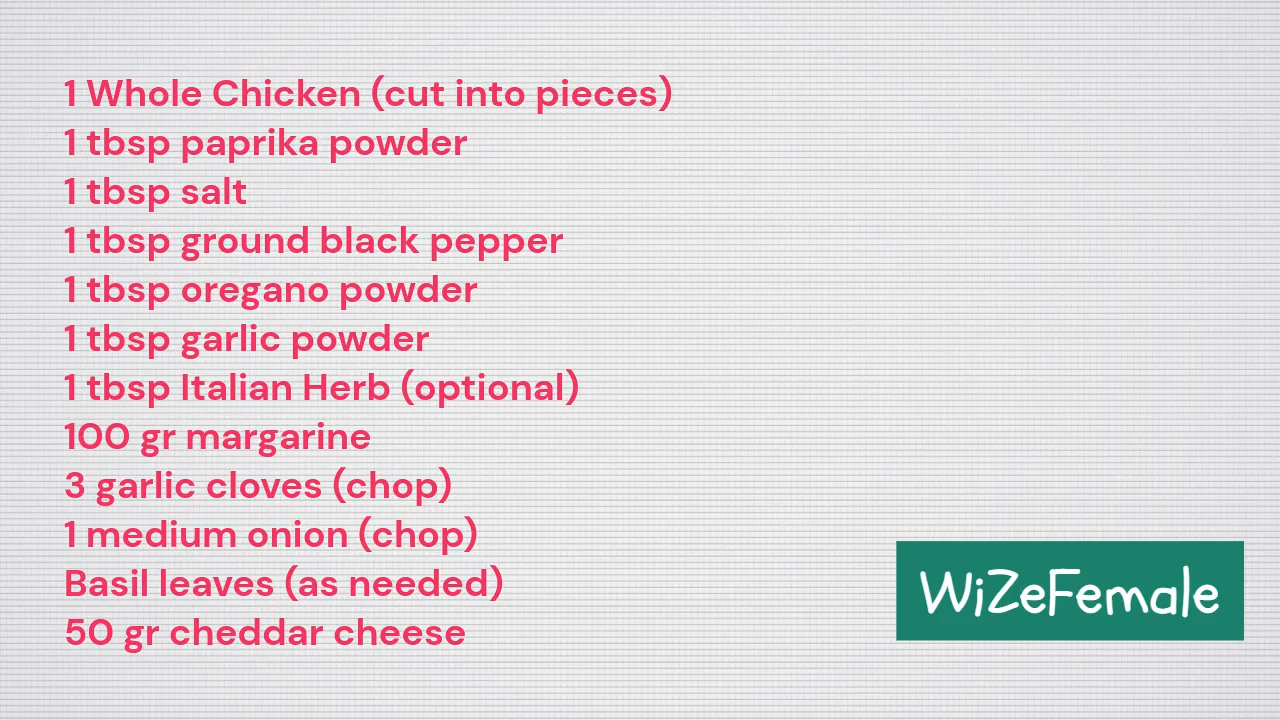 1 Whole Chicken (cut into pieces)
1 tbsp paprika powder
1 tbsp salt
1 tbsp ground black pepper
1 tbsp oregano powder
1 tbsp garlic powder
1 tbsp Italian Herb (optional)
100 gr margarine
3 garlic cloves (chop)
1 medium onion (chop)
Basil leaves (as needed)
50 gr cheddar cheese
WiZeFemale